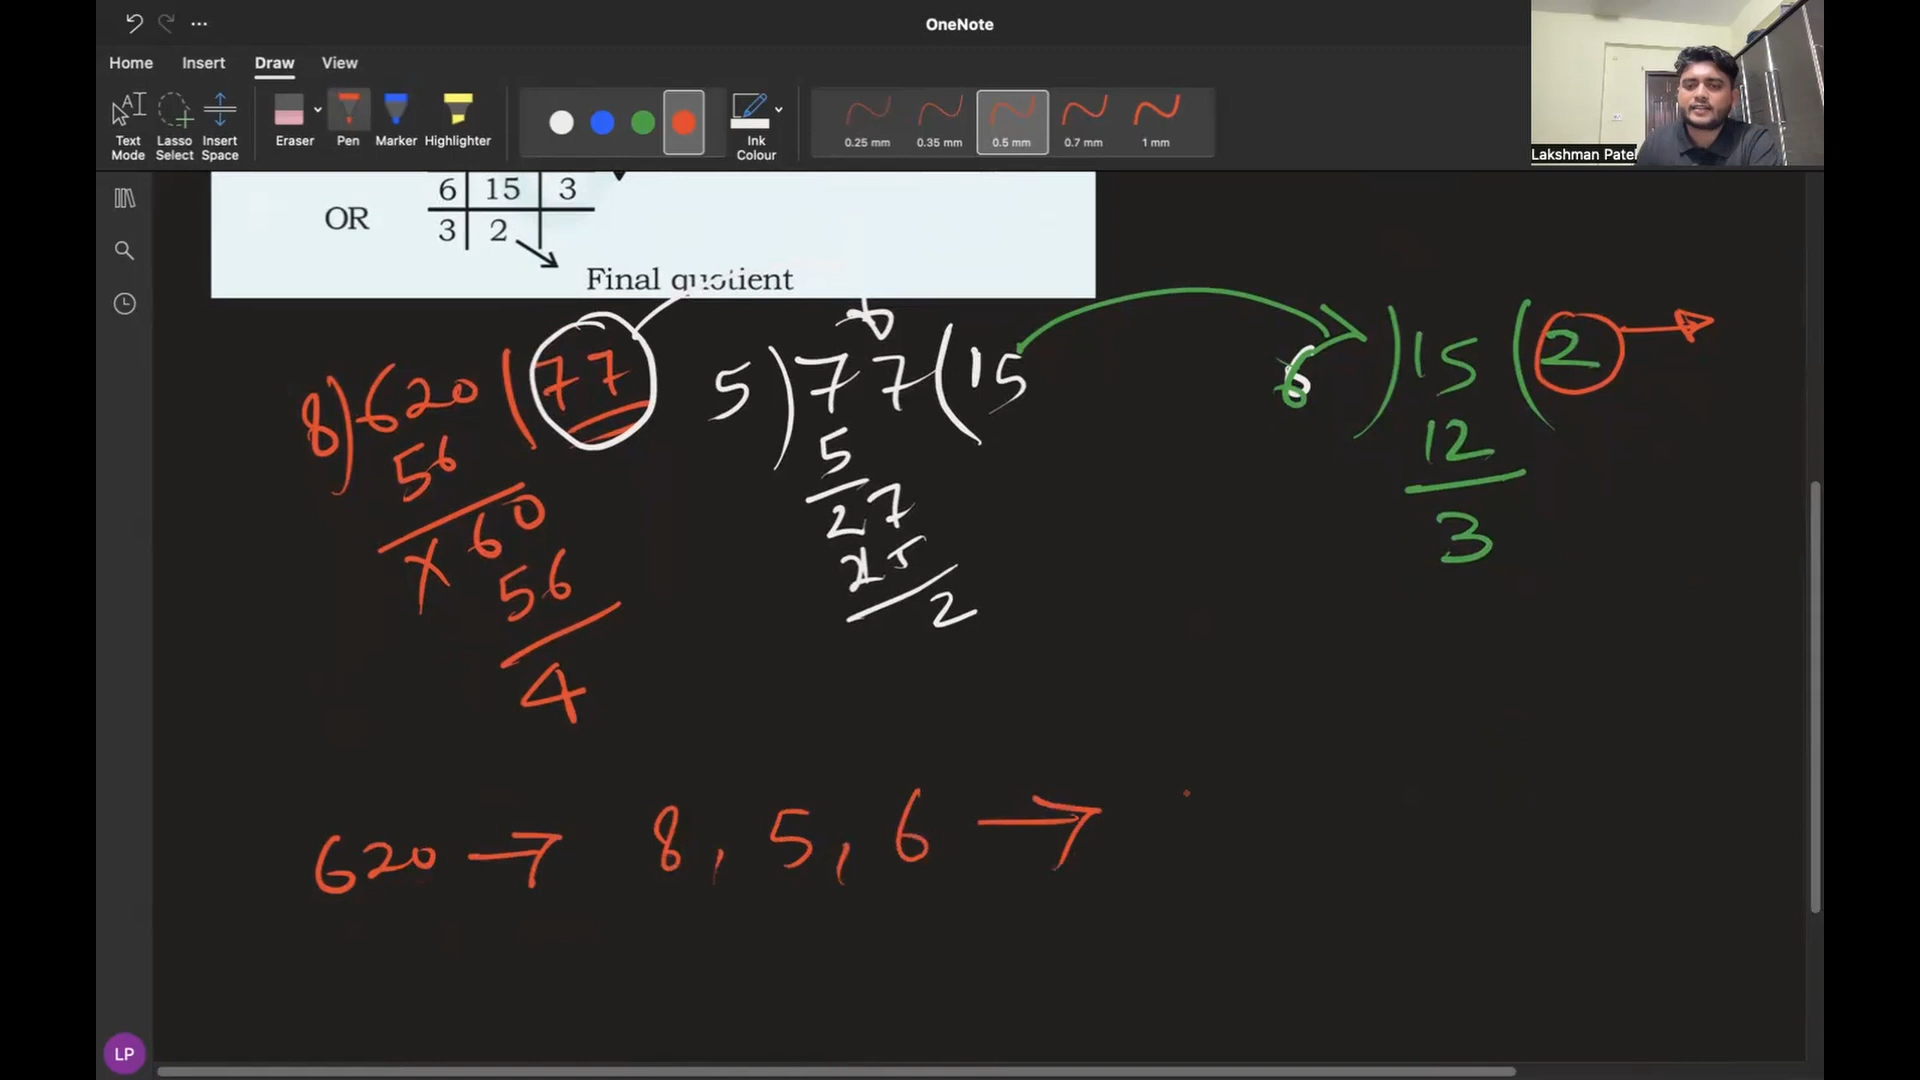 OneNote
Home Insert Draw View
Text Mode
Lasso Select
Insert Space
Eraser
Pen
Marker
Highlighter
Ink Colour
0.25 mm
0.35 mm
0.5 mm
0.7 mm
1 mm
Lakshman Patel
6 15 3
OR
3 2
Final quotient
8)620(77
56
x60
56
4
5)77(15
5
27
25
2
6)15(2
12
3
620 → 8, 5, 6 →
LP